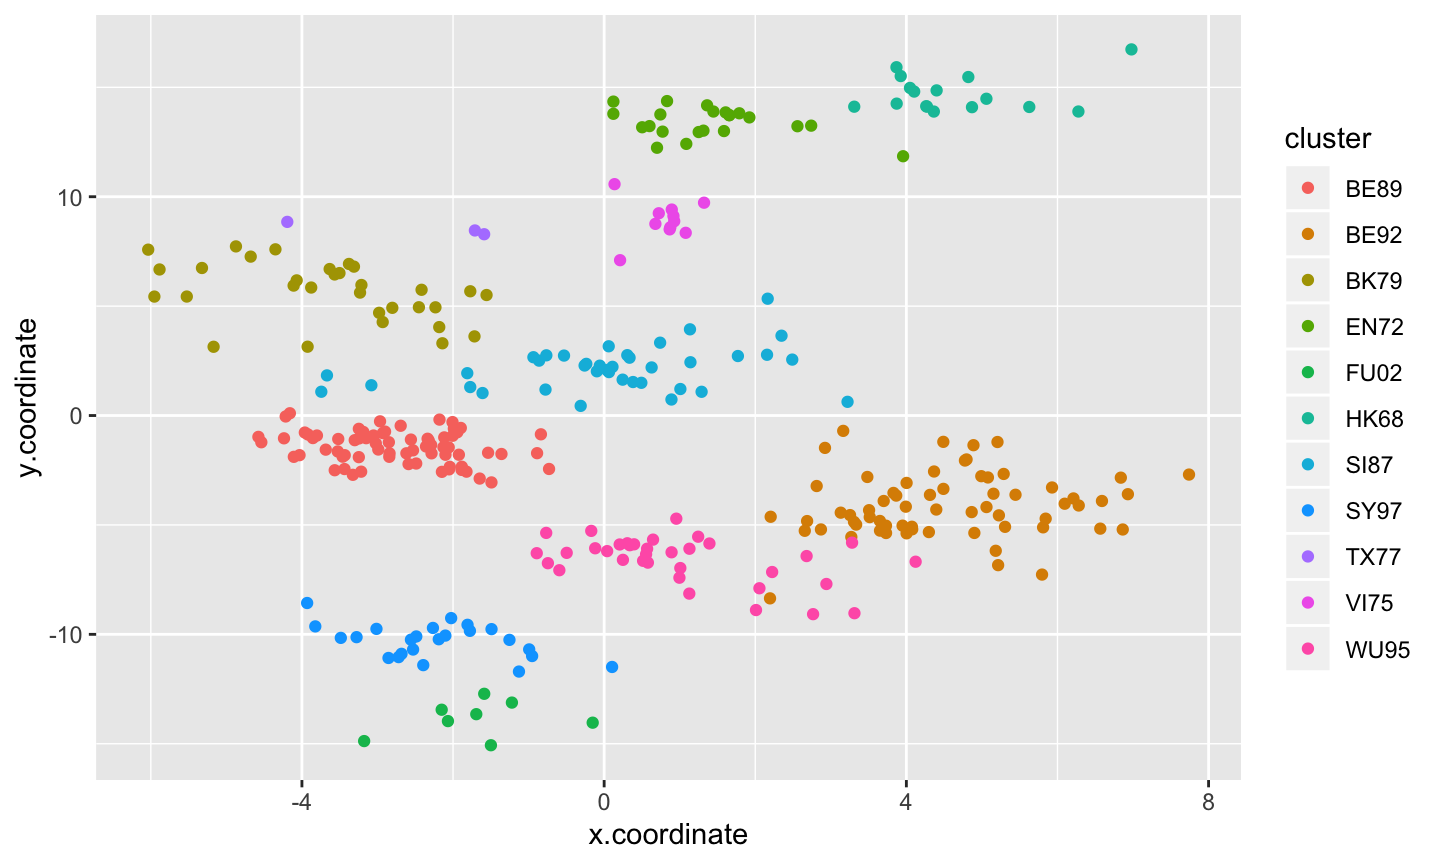 10
0
-10
y.coordinate
-4
0
4
8
x.coordinate
cluster
BE89
BE92
BK79
EN72
FU02
HK68
SI87
SY97
TX77
VI75
WU95